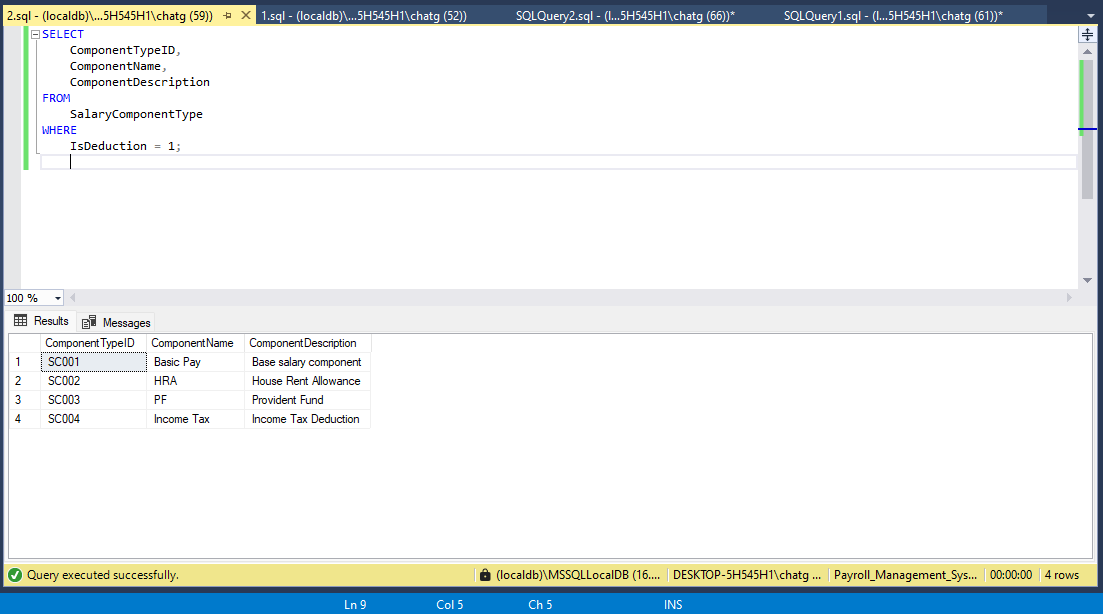 2.sql - (localdb)\...5H545H1\chatg (59)) 1.sql - (localdb)\...5H545H1\chatg (52)) SQLQuery2.sql - (l...5H545H1\chatg (66))* SQLQuery1.sql - (l...5H545H1\chatg (61))*
SELECT
ComponentTypeID,
ComponentName,
ComponentDescription
FROM
SalaryComponentType
WHERE
IsDeduction = 1;
100 %
Results Messages
ComponentTypeID ComponentName ComponentDescription
1 SC001 Basic Pay Base salary component
2 SC002 HRA House Rent Allowance
3 SC003 PF Provident Fund
4 SC004 Income Tax Income Tax Deduction
Query executed successfully. (localdb)\MSSQLLocalDB (16.... DESKTOP-5H545H1\chatg ... Payroll_Management_Sys... 00:00:00 4 rows
Ln 9 Col 5 Ch 5 INS